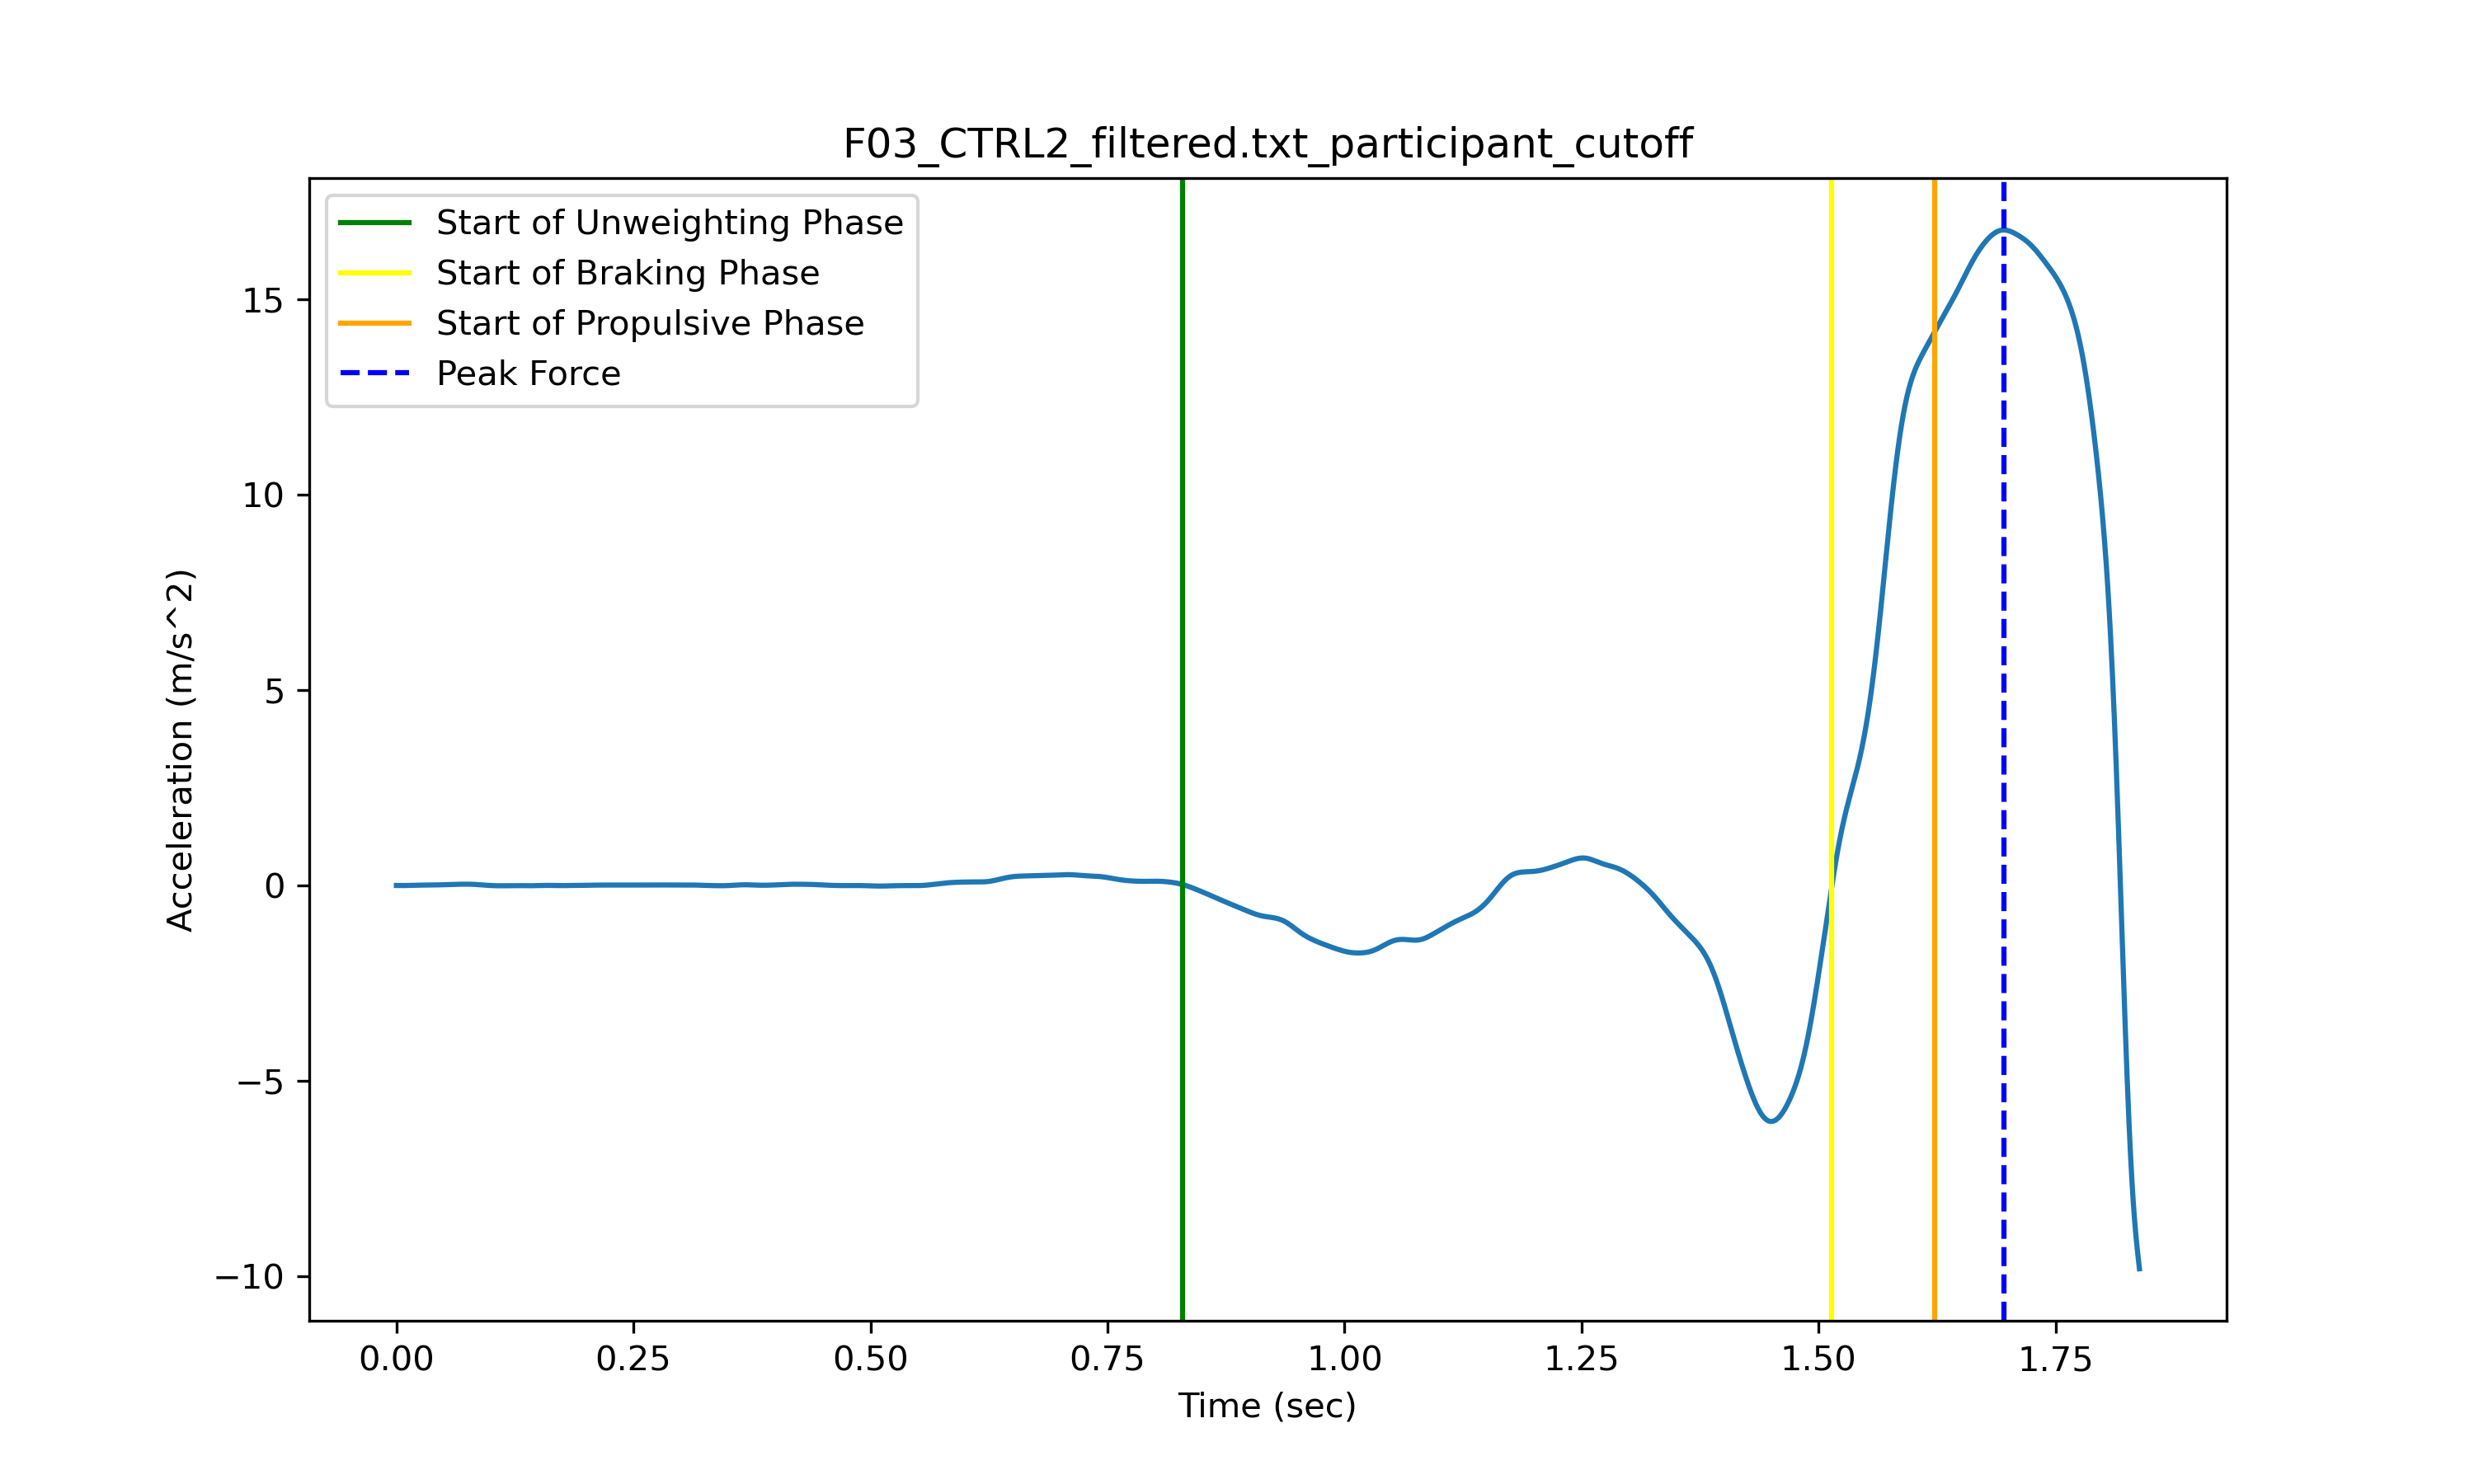 F03_CTRL2_filtered.txt_participant_cutoff
Start of Unweighting Phase
Start of Braking Phase
Start of Propulsive Phase
Peak Force
15
10
5
0
−5
−10
Acceleration (m/s^2)
0.00 0.25 0.50 0.75 1.00 1.25 1.50 1.75
Time (sec)